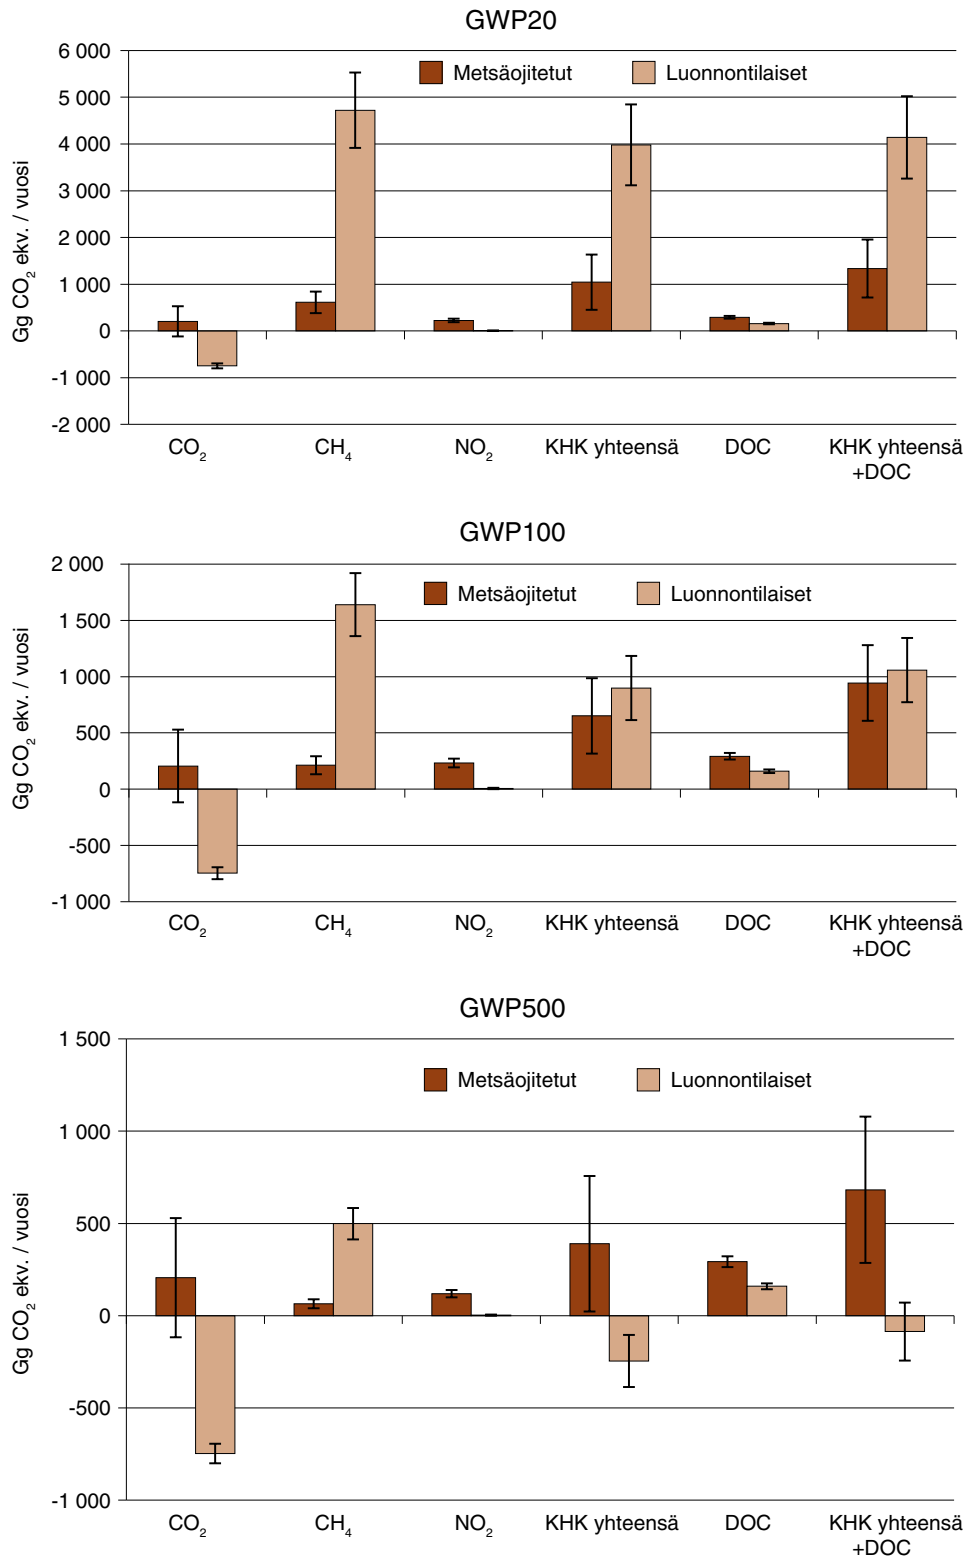 GWP20
Metsäojitetut
Luonnontilaiset
Gg CO₂ ekv. / vuosi
6 000
5 000
4 000
3 000
2 000
1 000
0
-1 000
-2 000
CO₂ CH₄ NO₂ KHK yhteensä DOC KHK yhteensä
+DOC
GWP100
Metsäojitetut
Luonnontilaiset
Gg CO₂ ekv. / vuosi
2 000
1 500
1 000
500
0
-500
-1 000
CO₂ CH₄ NO₂ KHK yhteensä DOC KHK yhteensä
+DOC
GWP500
Metsäojitetut
Luonnontilaiset
Gg CO₂ ekv. / vuosi
1 500
1 000
500
0
-500
-1 000
CO₂ CH₄ NO₂ KHK yhteensä DOC KHK yhteensä
+DOC